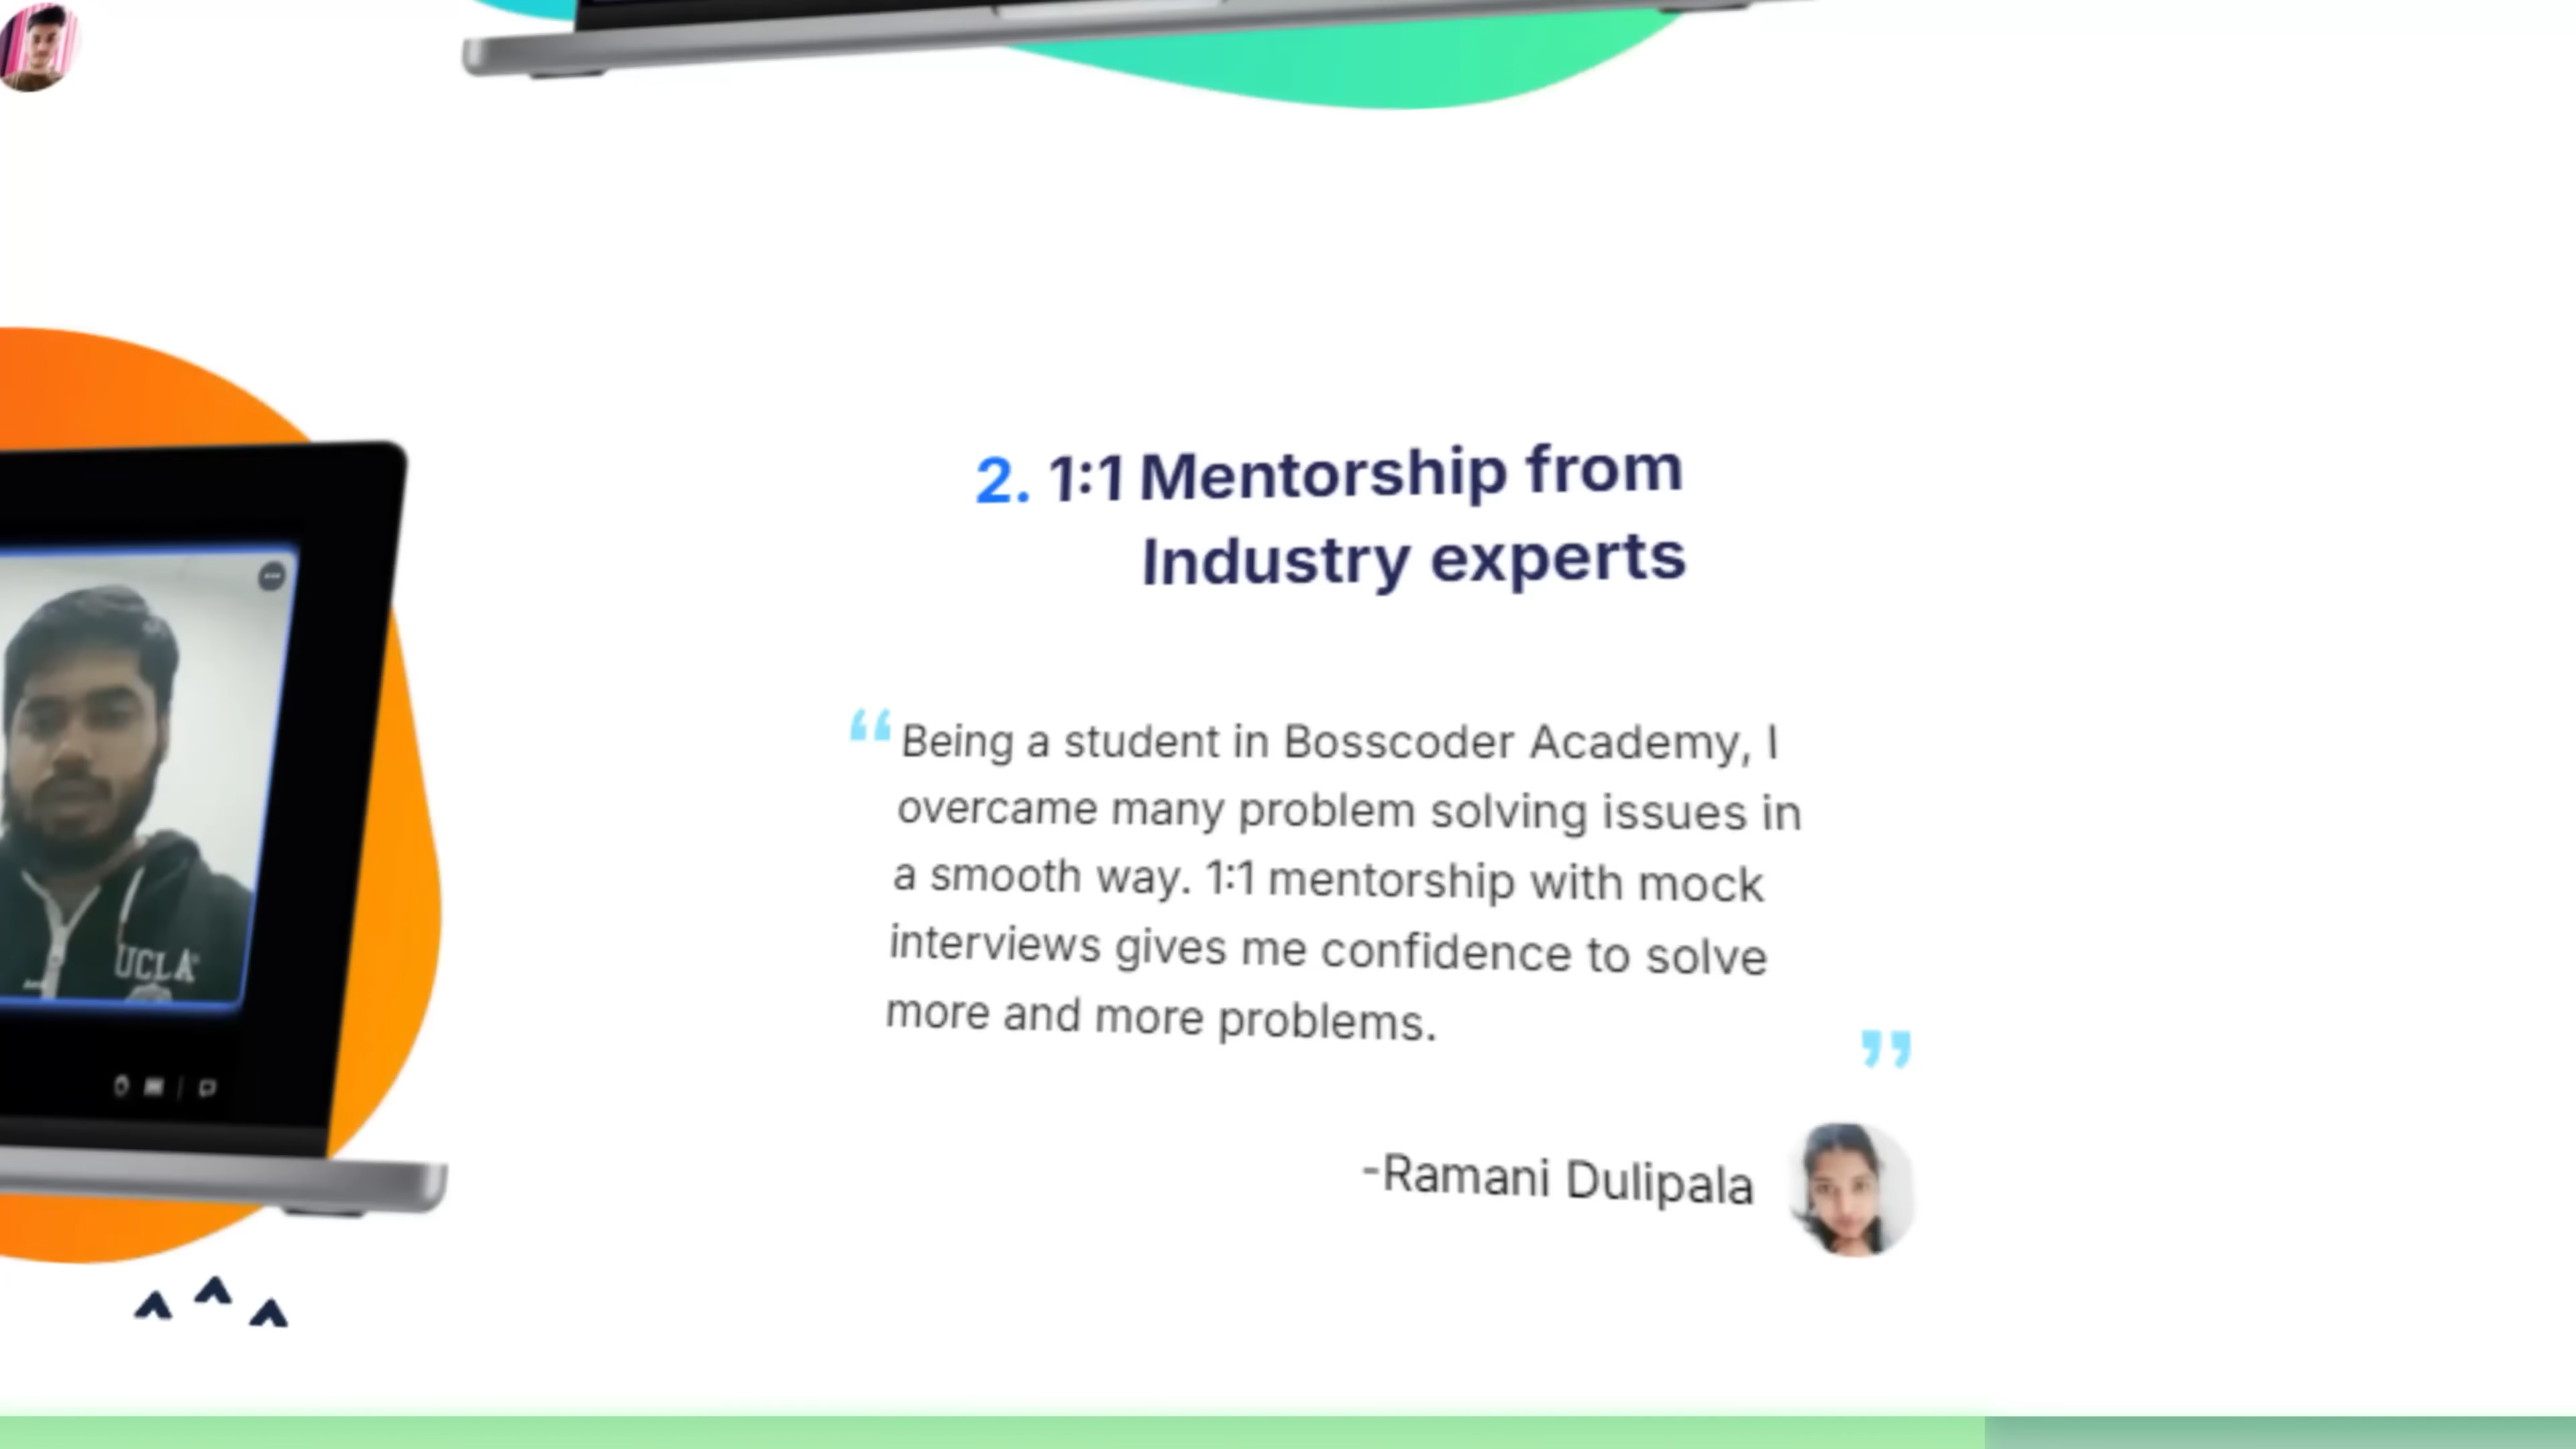 2. 1:1 Mentorship from
Industry experts
“Being a student in Bosscoder Academy, I
overcame many problem solving issues in
a smooth way. 1:1 mentorship with mock
interviews gives me confidence to solve
more and more problems.
”
-Ramani Dulipala
UCLA